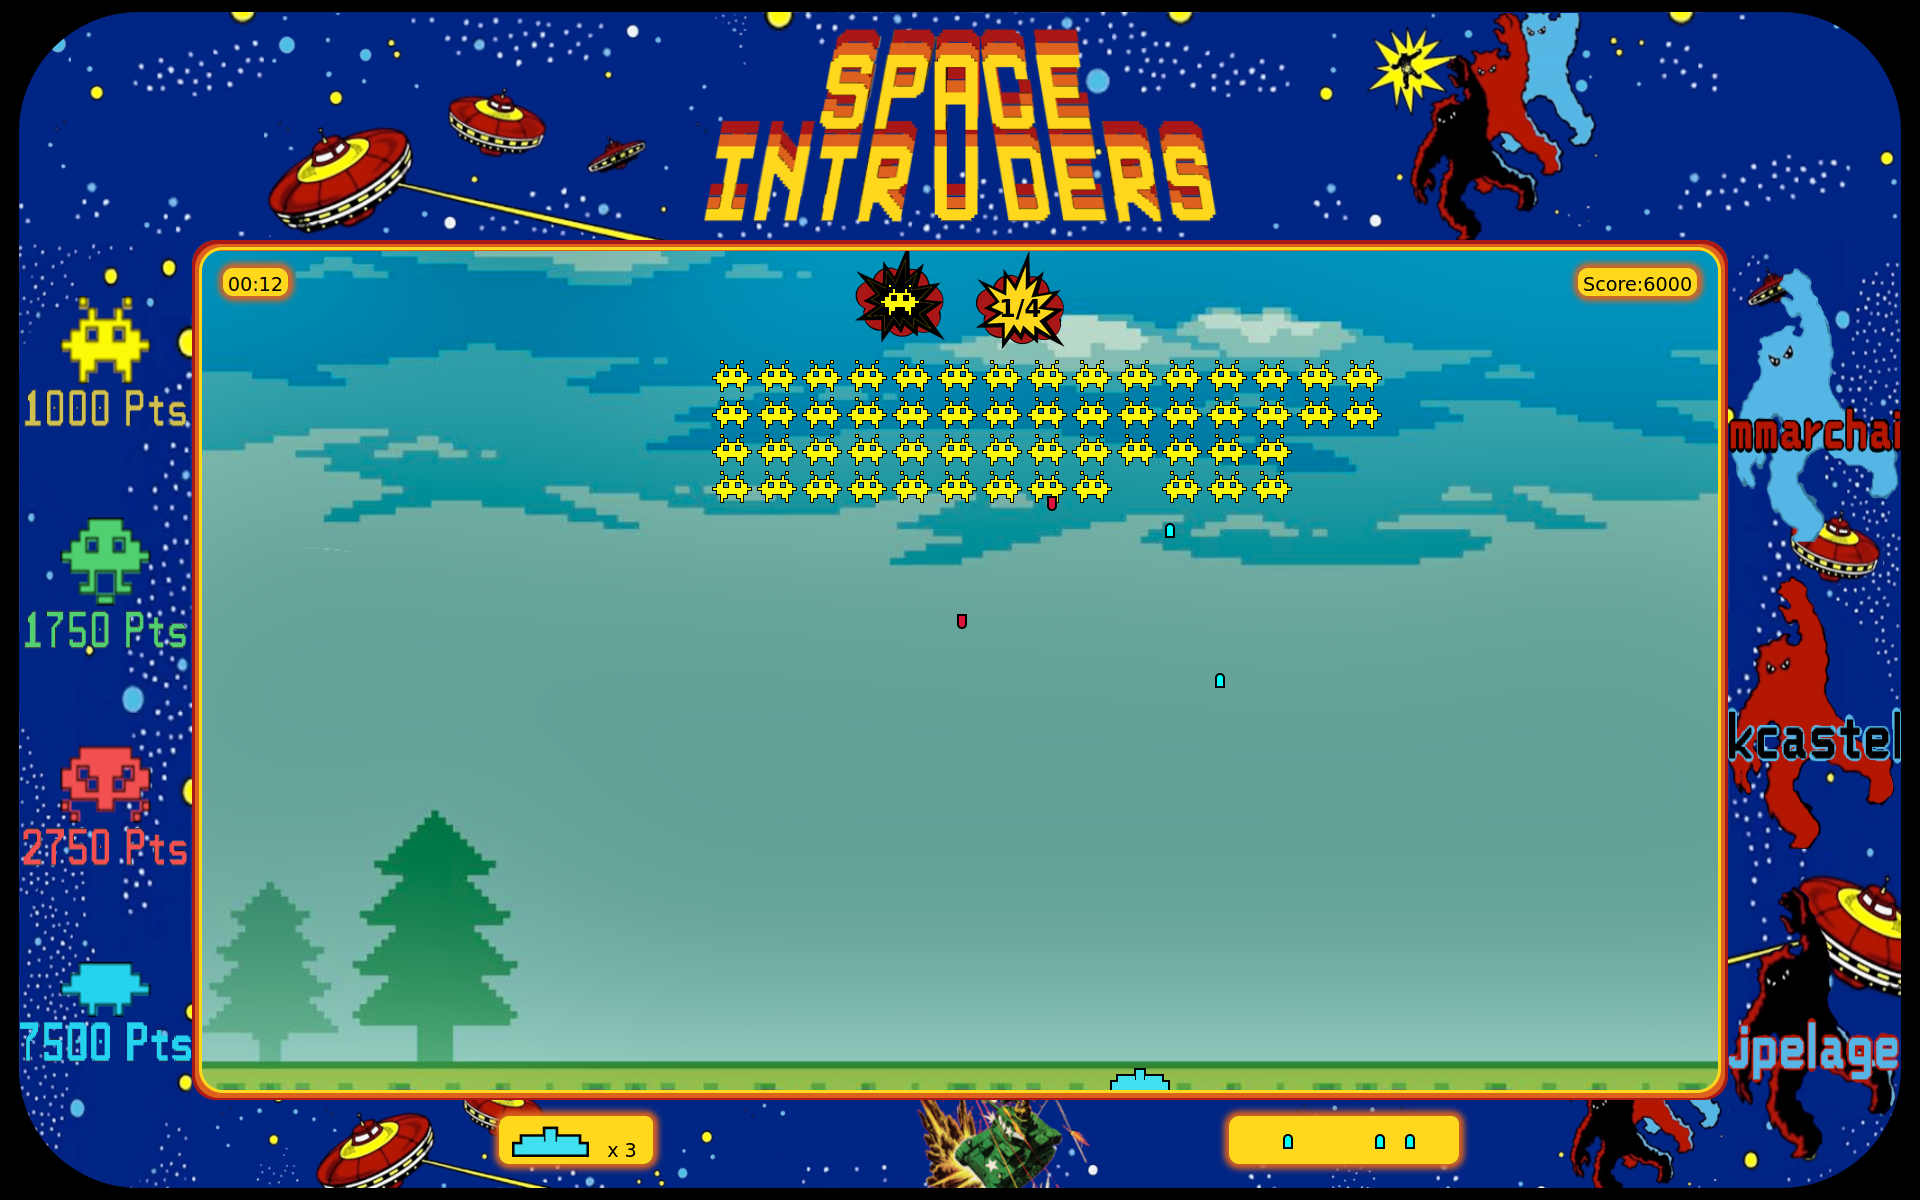 SPACE
INTRUDERS
00:12
1/4
Score:6000
1000 Pts
1750 Pts
2750 Pts
7500 Pts
mmarchai
kcastel
jpelage
x 3